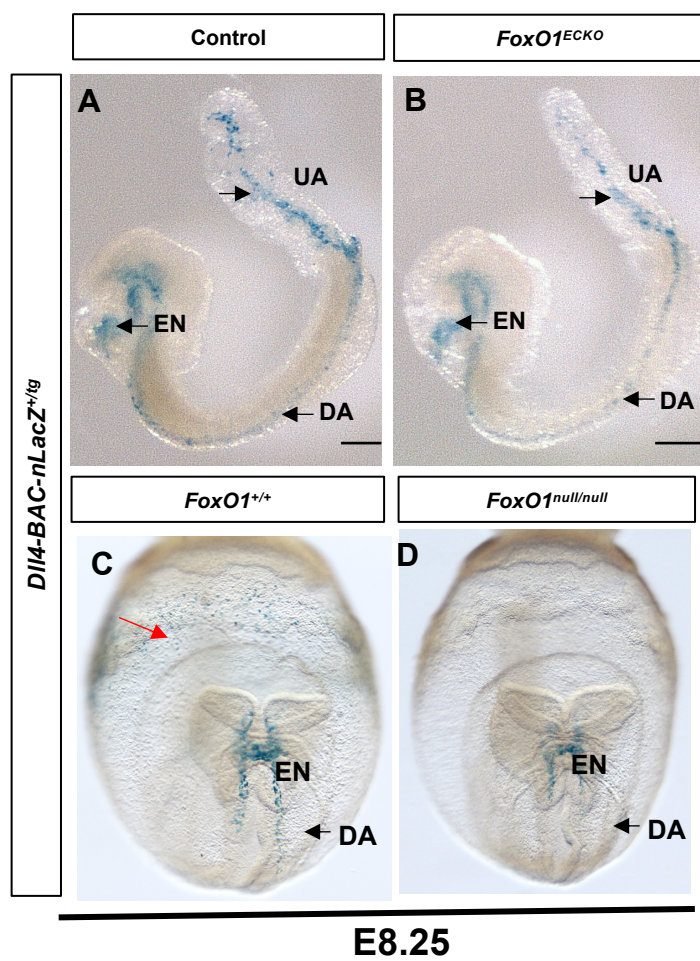 Control
FoxO1ECKO
Dll4-BAC-nLacZ+/tg
A
UA
EN
DA
B
UA
EN
DA
FoxO1+/+
FoxO1null/null
C
EN
DA
D
EN
DA
E8.25